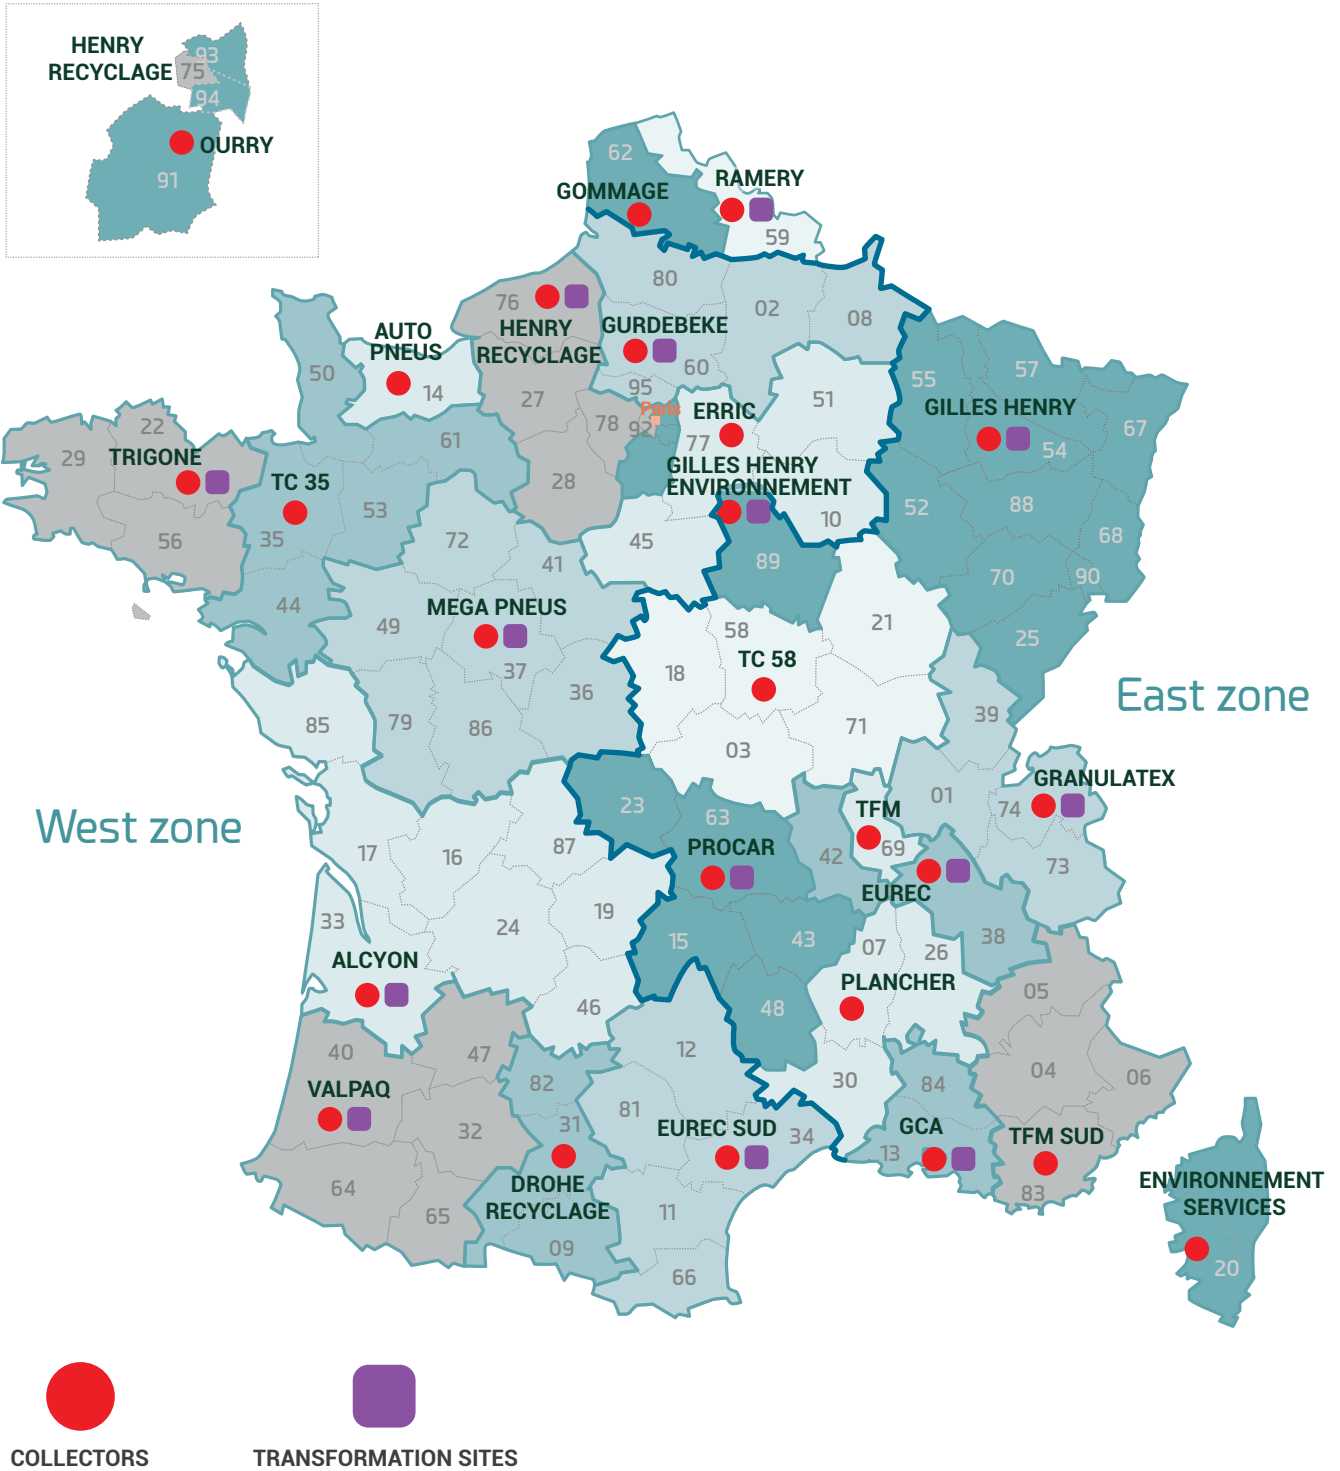 HENRY
RECYCLAGE
93
75
94
OURRY
91
62
GOMMAGE
RAMERY
59
80
02
08
76
HENRY
RECYCLAGE
GURDEBEKE
60
95
AUTO
PNEUS
14
50
27
78
Paris
92
ERRIC
77
51
55
57
GILLES HENRY
54
67
22
29
TRIGONE
56
61
TC 35
35
53
28
GILLES HENRY
ENVIRONNEMENT
10
52
88
68
72
45
41
89
70
90
44
49
MEGA PNEUS
37
58
TC 58
21
25
18
36
85
79
86
03
71
39
East zone
West zone
23
63
PROCAR
42
TFM
69
01
74
GRANULATEX
73
EUREC
17
16
87
19
24
33
ALCYON
15
43
07
26
38
PLANCHER
48
46
05
04
06
40
47
VALPAQ
82
12
30
84
81
31
32
EUREC SUD
34
GCA
13
TFM SUD
83
64
65
DROHE
RECYCLAGE
09
11
66
ENVIRONNEMENT
SERVICES
20
COLLECTORS
TRANSFORMATION SITES